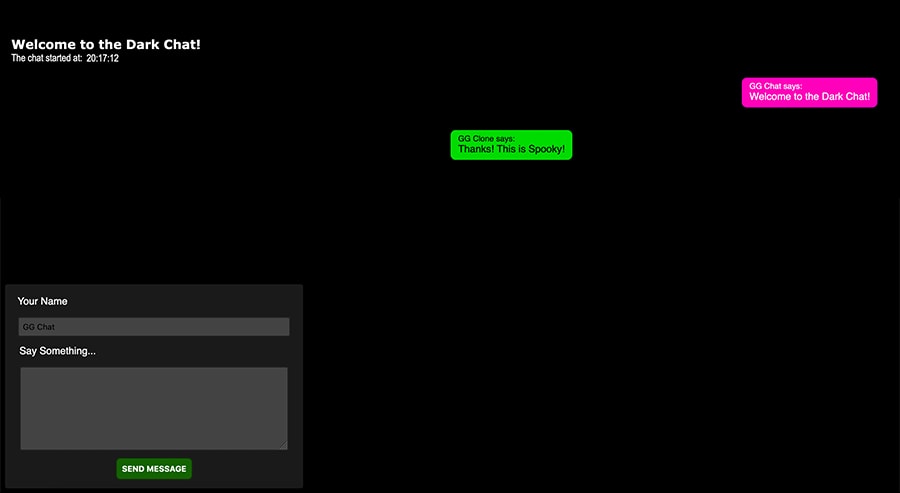 Welcome to the Dark Chat!
The chat started at: 20:17:12
GG Chat says:
Welcome to the Dark Chat!
GG Clone says:
Thanks! This is Spooky!
Your Name
GG Chat
Say Something...
SEND MESSAGE